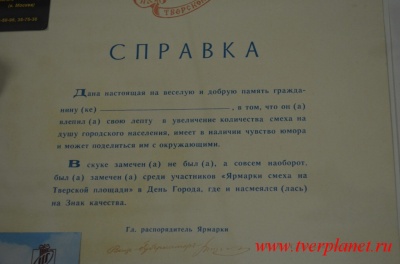 СПРАВКА
Дана настоящая на веселую и добрую память гражда-
нину (ке) , в том, что он (а)
влепил (а) свою лепту в увеличение количества смеха на
душу городского населения, имеет в наличии чувство юмора
и может поделиться им с окружающими.
В скуке замечен (а) не был (а), а совсем наоборот,
был (а) замечен (а) среди участников «Ярмарки смеха на
Тверской площади» в День Города, где и насмеялся (лась)
на Знак качества.
Гл. распорядитель Ярмарки
www.tverplanet.ru